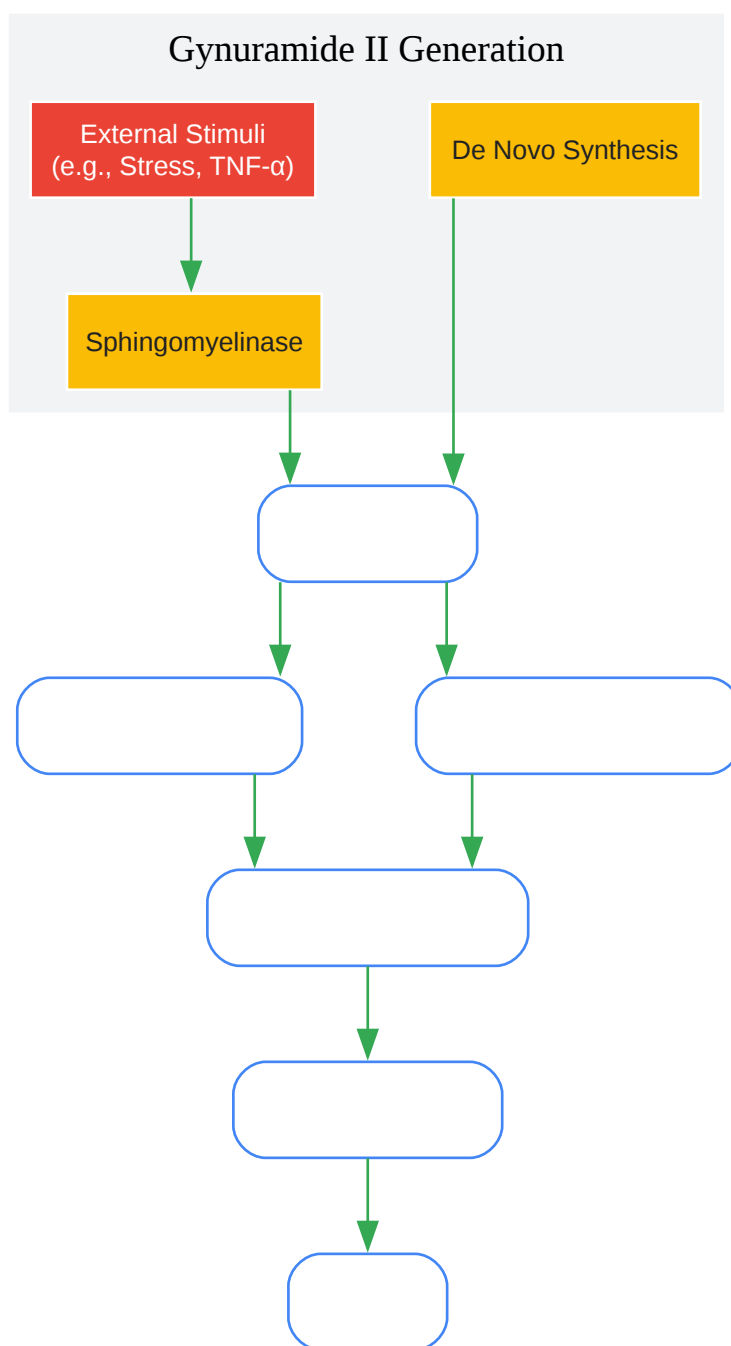 Gynuramide II Generation
External Stimuli
(e.g., Stress, TNF-α)
De Novo Synthesis
Sphingomyelinase